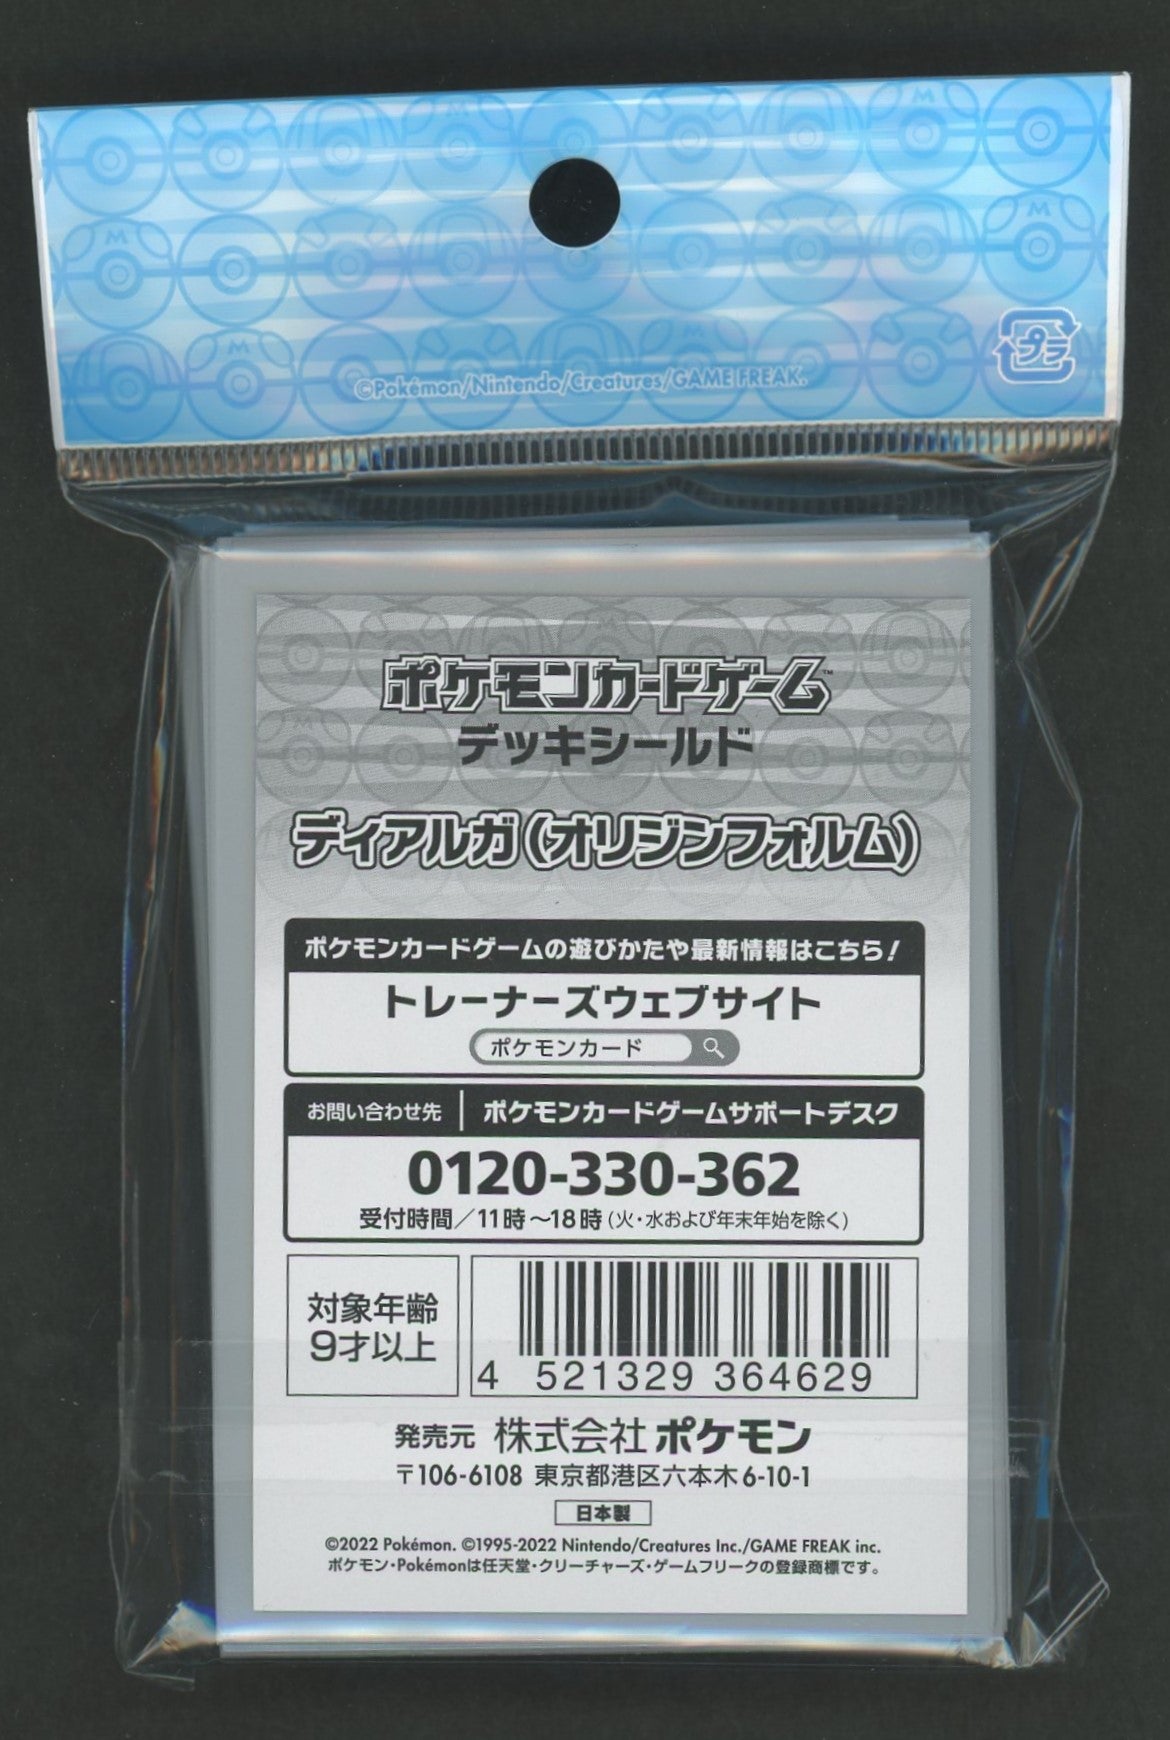 ©Pokémon/Nintendo/Creatures/GAME FREAK.
プラ
ポケモンカードゲーム™
デッキシールド
ディアルガ(オリジンフォルム)
ポケモンカードゲームの遊びかたや最新情報はこちら!
トレーナーズウェブサイト
ポケモンカード
お問い合わせ先 | ポケモンカードゲームサポートデスク
0120-330-362
受付時間/11時~18時(火・水および年末年始を除く)
対象年齢
9才以上
4 521329 364629
発売元 株式会社ポケモン
〒106-6108 東京都港区六本木6-10-1
日本製
©2022 Pokémon. ©1995-2022 Nintendo/Creatures Inc./GAME FREAK inc.
ポケモン・Pokémonは任天堂・クリーチャーズ・ゲームフリークの登録商標です。